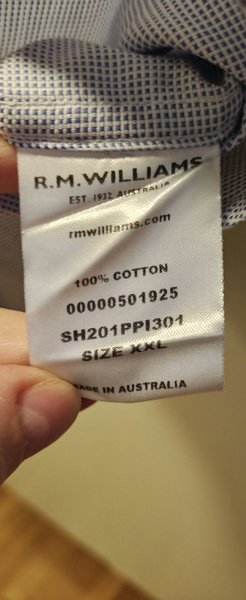 R.M.WILLIAMS
EST. 1932 AUSTRALIA
rmwilliams.com
100% COTTON
00000501925
SH201PPI301
SIZE XXL
MADE IN AUSTRALIA